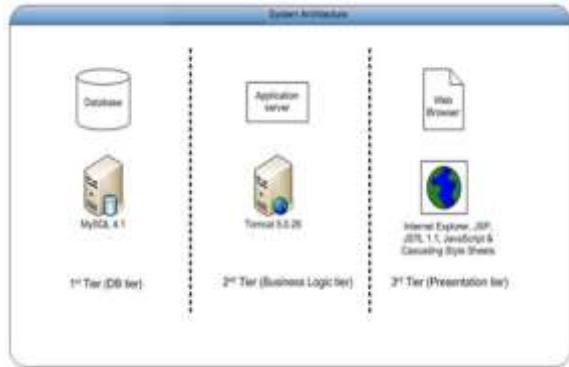 System Architecture
Database
Application
server
Web
Browser
MySQL 4.1
Tomcat 5.0.28
Internet Explorer, JSP,
JSTL 1.1, JavaScript &
Cascading Style Sheets
1st Tier (DB tier)
2nd Tier (Business Logic tier)
3rd Tier (Presentation tier)